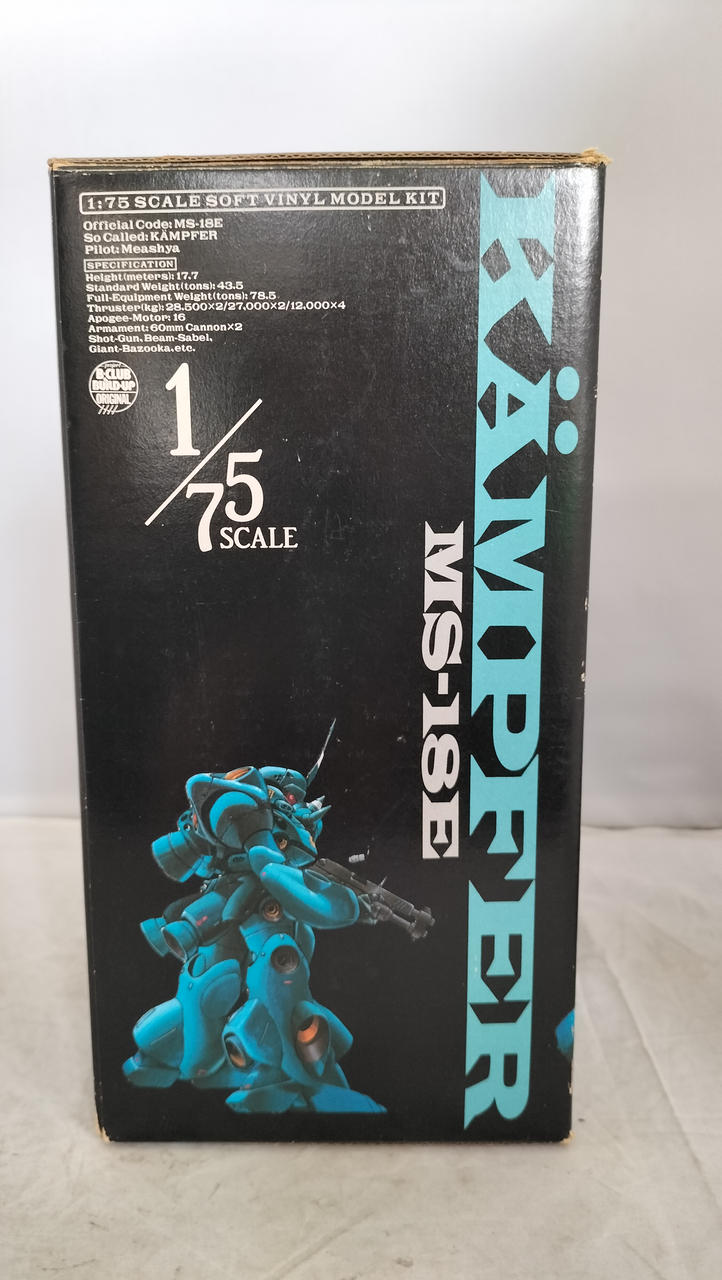 1:75 SCALE SOFT VINYL MODEL KIT
Official Code: MS-18E
So Called: KÄMPFER
Pilot: Meashya
SPECIFICATION
Height(meters): 17.7
Standard Weight(tons): 43.5
Full-Equipment Weight(tons): 78.5
Thruster(kg): 28.500×2/27.000×2/12.000×4
Apogee-Motor: 16
Armament: 60mm Cannon×2
Shot-Gun, Beam-Sabel,
Giant-Bazooka, etc.
project
B-CLUB
BUILD-UP
ORIGINAL
1/75
SCALE
KÄMPFER
MS-18E